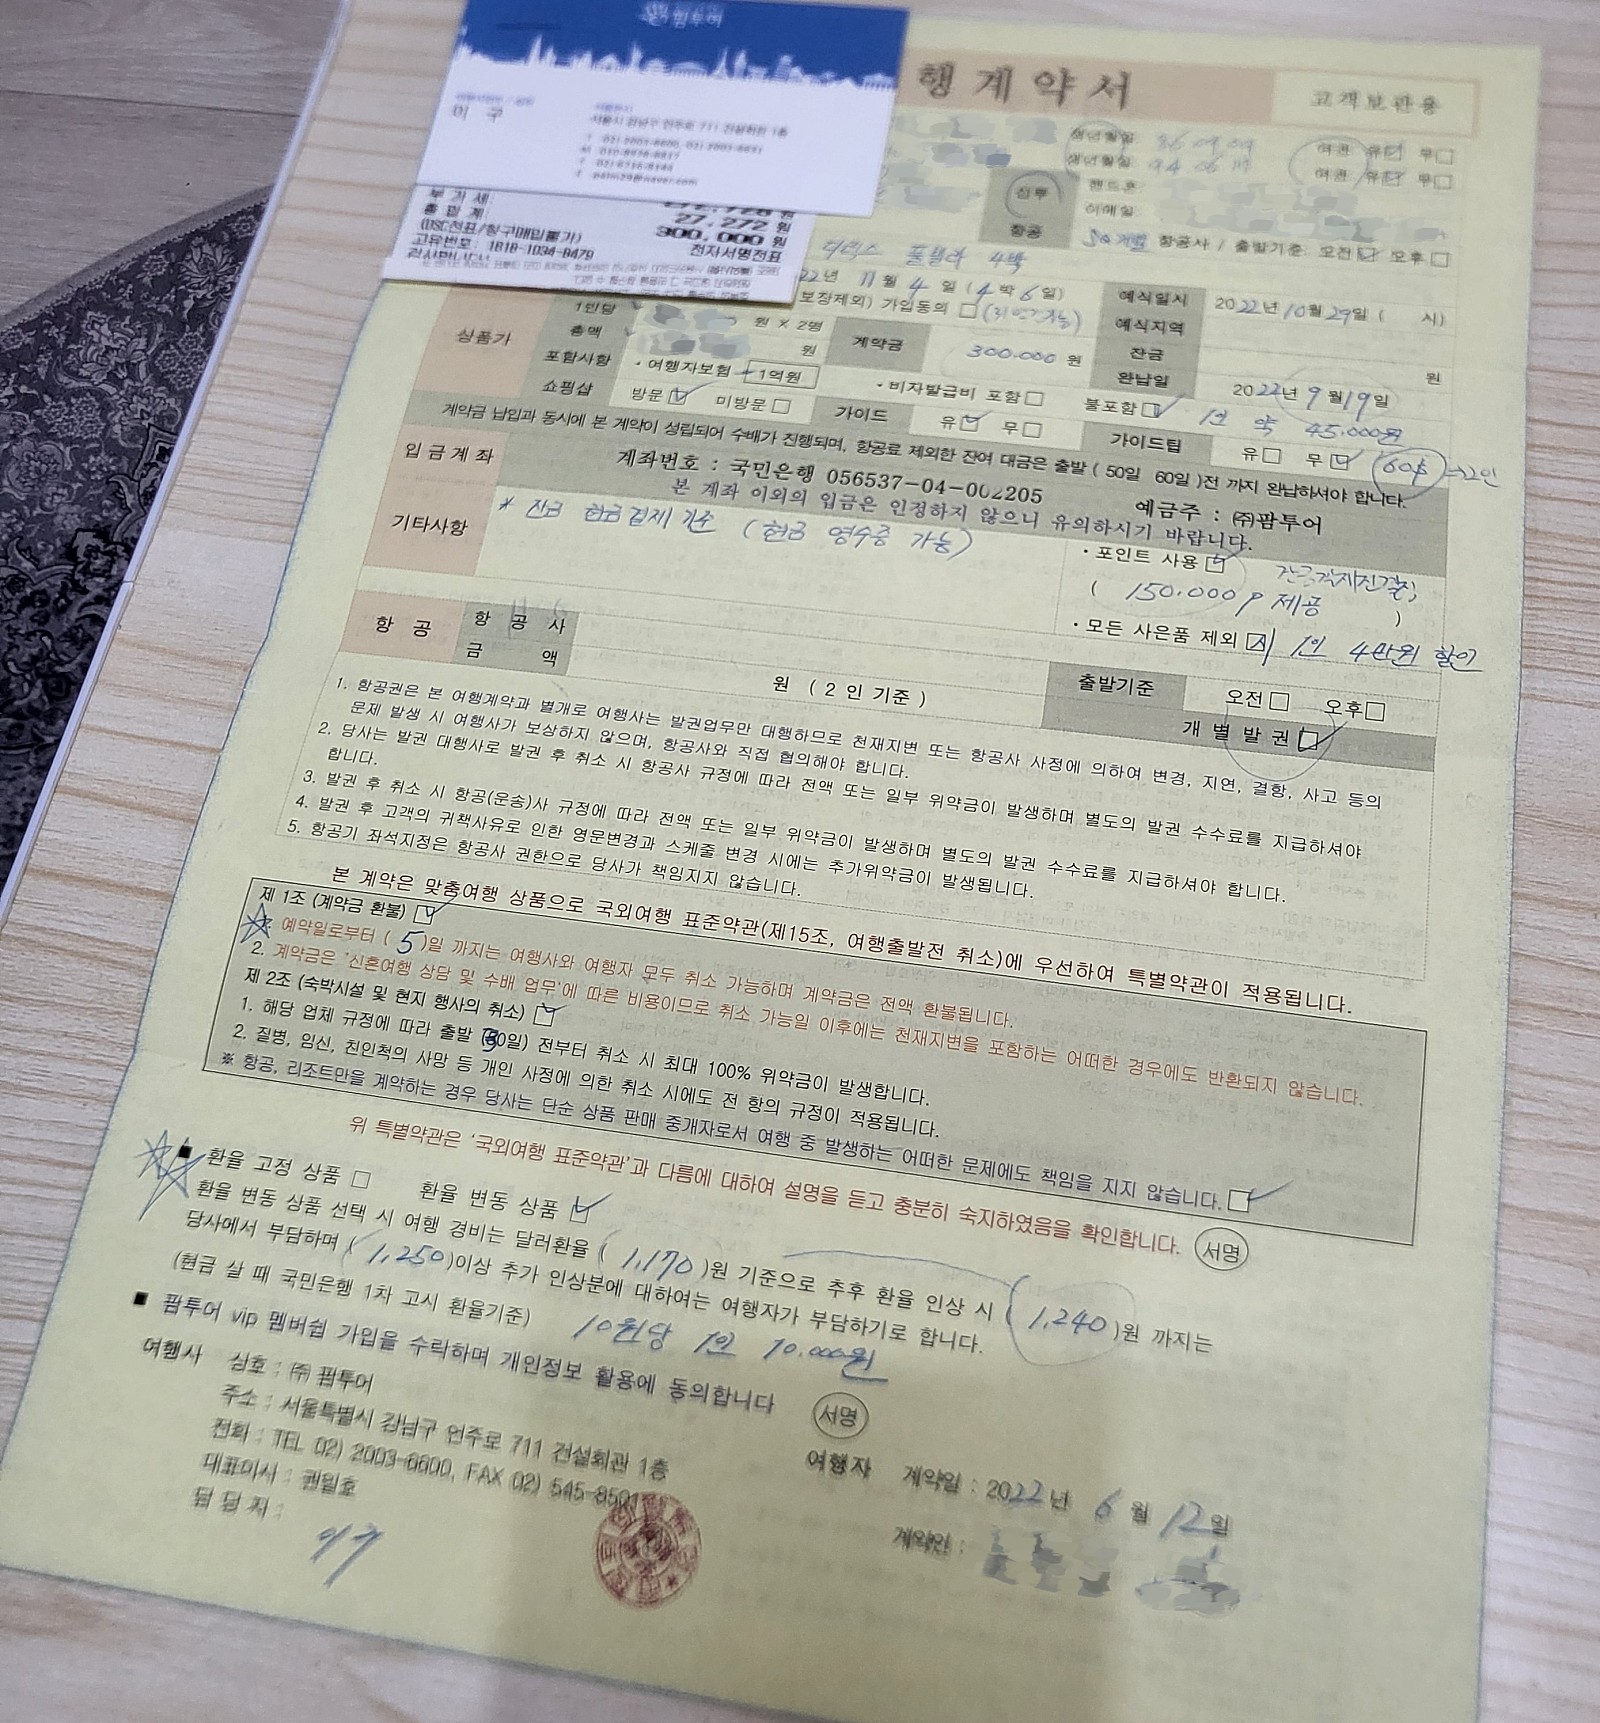 팜투어
이 구
서울시 강남구 언주로 711 건설회관 1층
부 가 세: 27,272 원
총 합 계: 300,000 원
(DSC전표/청구매입불가) 전자서명전표
고유번호: 1818-1034-8479
행계약서 고객보관용
생년월일 여권 유☑ 무☐
생년월일 여권 유☑ 무☐
신부 핸드폰
이메일
항공 개별 항공사 / 출발기준: 오전☑ 오후☐
디럭스 풀빌라 4박
22년 11월 4일 (4박 6일)
예식일시 2022년 10월 29일 ( 시)
보장제외) 가입동의 ☐
예식지역
상품가 1인당 원 × 2명
총액 원 계약금 300.000 원 잔금 원
포함사항 · 여행자보험 1억원 · 비자발급비 포함☐ 불포함☑ 1인 약 45.000원
완납일 2022년 9월 19일
쇼핑샵 방문☑ 미방문☐ 가이드 유☑ 무☐ 가이드팁 유☐ 무☑ 60$ →2인
계약금 납입과 동시에 본 계약이 성립되어 수배가 진행되며, 항공료 제외한 잔여 대금은 출발 ( 50일 60일 )전 까지 완납하셔야 합니다.
입금계좌 계좌번호 : 국민은행 056537-04-002205 예금주 : ㈜팜투어
본 계좌 이외의 입금은 인정하지 않으니 유의하시기 바랍니다.
기타사항 * 잔금 현금결제 기준 (현금 영수증 가능)
· 포인트 사용☑
( 150.000 P 제공 )
· 모든 사은품 제외☑ 시 1인 4만원 할인
항 공 항 공 사
금 액 원 ( 2 인 기 준 ) 출발기준 오전☐ 오후☐
개 별 발 권 ☑
1. 항공권은 본 여행계약과 별개로 여행사는 발권업무만 대행하므로 천재지변 또는 항공사 사정에 의하여 변경, 지연, 결항, 사고 등의
문제 발생 시 여행사가 보상하지 않으며, 항공사와 직접 협의해야 합니다.
2. 당사는 발권 대행사로 발권 후 취소 시 항공사 규정에 따라 전액 또는 일부 위약금이 발생하며 별도의 발권 수수료를 지급하셔야
합니다.
3. 발권 후 취소 시 항공(운송)사 규정에 따라 전액 또는 일부 위약금이 발생하며 별도의 발권 수수료를 지급하셔야 합니다.
4. 발권 후 고객의 귀책사유로 인한 영문변경과 스케줄 변경 시에는 추가위약금이 발생됩니다.
5. 항공기 좌석지정은 항공사 권한으로 당사가 책임지지 않습니다.
본 계약은 맞춤여행 상품으로 국외여행 표준약관(제15조, 여행출발전 취소)에 우선하여 특별약관이 적용됩니다.
제 1조 (계약금 환불) ☑
예약일로부터 ( 5 )일 까지는 여행사와 여행자 모두 취소 가능하며 계약금은 전액 환불됩니다.
2. 계약금은 '신혼여행 상담 및 수배 업무'에 따른 비용이므로 취소 가능일 이후에는 천재지변을 포함하는 어떠한 경우에도 반환되지 않습니다.
제 2조 (숙박시설 및 현지 행사의 취소) ☑
1. 해당 업체 규정에 따라 출발 (50일) 전부터 취소 시 최대 100% 위약금이 발생합니다.
2. 질병, 임신, 친인척의 사망 등 개인 사정에 의한 취소 시에도 전 항의 규정이 적용됩니다.
※ 항공, 리조트만을 계약하는 경우 당사는 단순 상품 판매 중개자로서 여행 중 발생하는 어떠한 문제에도 책임을 지지 않습니다.☑
위 특별약관은 '국외여행 표준약관'과 다름에 대하여 설명을 듣고 충분히 숙지하였음을 확인합니다. 서명
■ 환율 고정 상품 ☐ 환율 변동 상품 ☑
환율 변동 상품 선택 시 여행 경비는 달러환율 ( 1,170 )원 기준으로 추후 환율 인상 시 ( 1,240 )원 까지는
당사에서 부담하며 ( 1,250 )이상 추가 인상분에 대하여는 여행자가 부담하기로 합니다.
(현금 살 때 국민은행 1차 고시 환율기준) 10원당 1인 10.000원
■ 팜투어 vip 멤버쉽 가입을 수락하며 개인정보 활용에 동의합니다 서명
여행사 상호 : ㈜ 팜투어
주소 : 서울특별시 강남구 언주로 711 건설회관 1층
전화 : TEL 02) 2003-6600, FAX 02) 545-8501
대표이사 : 권일호
담 당 자 : 이구
여행자 계약일 : 2022년 6월 12일
계약인 :